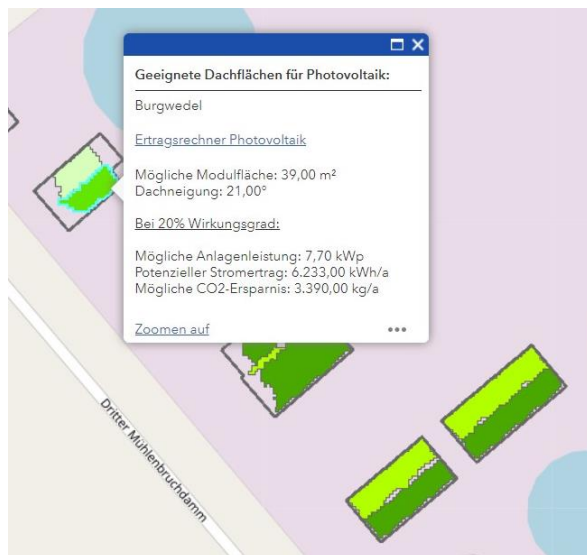 Geeignete Dachflächen für Photovoltaik:
Burgwedel
Ertragsrechner Photovoltaik
Mögliche Modulfläche: 39,00 m²
Dachneigung: 21,00°
Bei 20% Wirkungsgrad:
Mögliche Anlagenleistung: 7,70 kWp
Potenzieller Stromertrag: 6.233,00 kWh/a
Mögliche CO2-Ersparnis: 3.390,00 kg/a
Zoomen auf
Dritter Mühlenbruchdamm